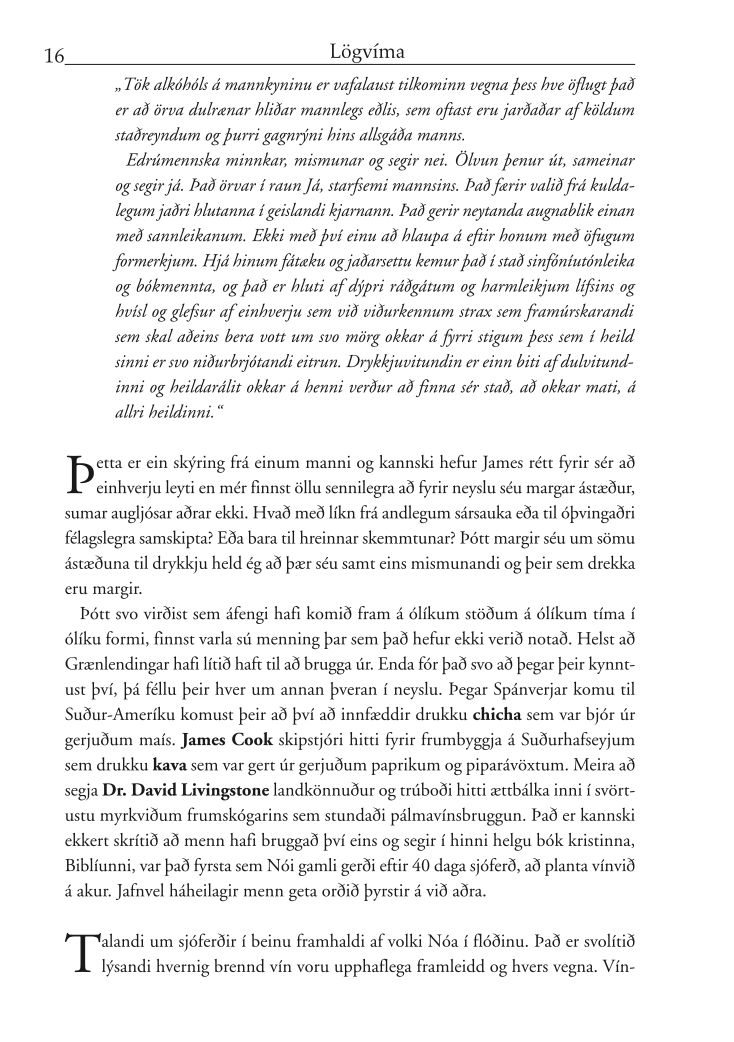 16
Lögvíma
„Tök alkóhóls á mannkyninu er vafalaust tilkominn vegna þess hve öflugt það
er að örva dulrænar hliðar mannlegs eðlis, sem oftast eru jarðaðar af köldum
staðreyndum og þurri gagnrýni hins allsgáða manns.
Edrúmennska minnkar, mismunar og segir nei. Ölvun þenur út, sameinar
og segir já. Það örvar í raun Já, starfsemi mannsins. Það færir valið frá kulda-
legum jaðri hlutanna í geislandi kjarnann. Það gerir neytanda augnablik einan
með sannleikanum. Ekki með því einu að hlaupa á eftir honum með öfugum
formerkjum. Hjá hinum fátæku og jaðarsettu kemur það í stað sinfóníutónleika
og bókmennta, og það er hluti af dýpri ráðgátum og harmleikjum lífsins og
hvísl og glefsur af einhverju sem við viðurkennum strax sem framúrskarandi
sem skal aðeins bera vott um svo mörg okkar á fyrri stigum þess sem í heild
sinni er svo niðurbrjótandi eitrun. Drykkjuvitundin er einn biti af dulvitund-
inni og heildarálit okkar á henni verður að finna sér stað, að okkar mati, á
allri heildinni.“
Þetta er ein skýring frá einum manni og kannski hefur James rétt fyrir sér að
einhverju leyti en mér finnst öllu sennilegra að fyrir neyslu séu margar ástæður,
sumar augljósar aðrar ekki. Hvað með líkn frá andlegum sársauka eða til óþvingaðri
félagslegra samskipta? Eða bara til hreinnar skemmtunar? Þótt margir séu um sömu
ástæðuna til drykkju held ég að þær séu samt eins mismunandi og þeir sem drekka
eru margir.
Þótt svo virðist sem áfengi hafi komið fram á ólíkum stöðum á ólíkum tíma í
ólíku formi, finnst varla sú menning þar sem það hefur ekki verið notað. Helst að
Grænlendingar hafi lítið haft til að brugga úr. Enda fór það svo að þegar þeir kynnt-
ust því, þá féllu þeir hver um annan þveran í neyslu. Þegar Spánverjar komu til
Suður-Ameríku komust þeir að því að innfæddir drukku chicha sem var bjór úr
gerjuðum maís. James Cook skipstjóri hitti fyrir frumbyggja á Suðurhafseyjum
sem drukku kava sem var gert úr gerjuðum paprikum og piparávöxtum. Meira að
segja Dr. David Livingstone landkönnuður og trúboði hitti ættbálka inni í svört-
ustu myrkviðum frumskógarins sem stundaði pálmavínsbruggun. Það er kannski
ekkert skrítið að menn hafi bruggað því eins og segir í hinni helgu bók kristinna,
Biblíunni, var það fyrsta sem Nói gamli gerði eftir 40 daga sjóferð, að planta vínvið
á akur. Jafnvel háheilagir menn geta orðið þyrstir á við aðra.
Talandi um sjóferðir í beinu framhaldi af volki Nóa í flóðinu. Það er svolítið
lýsandi hvernig brennd vín voru upphaflega framleidd og hvers vegna. Vín-